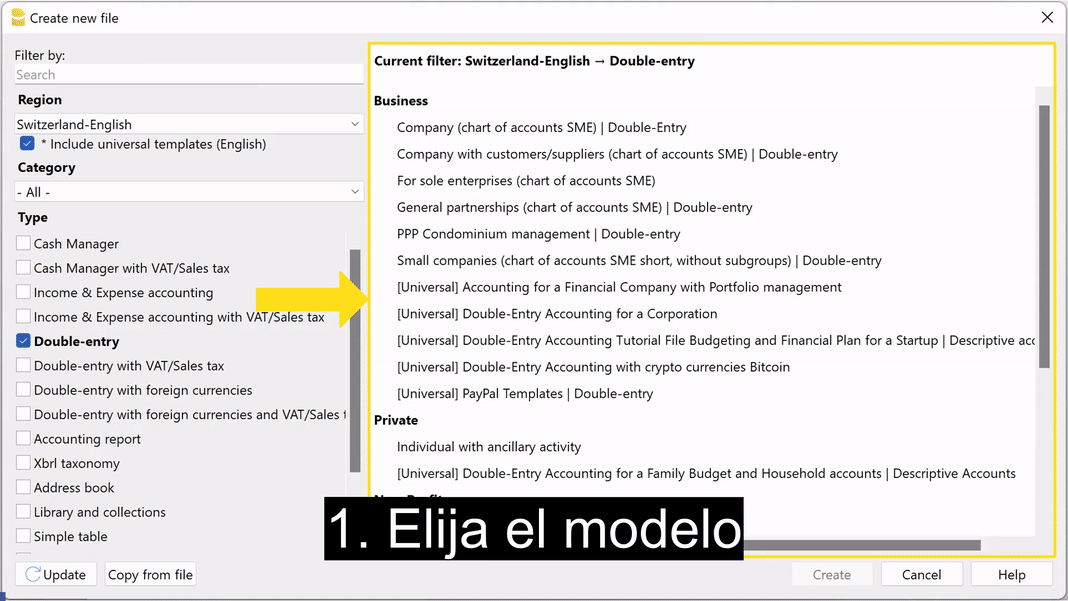 Create new file
Filter by:
Search
Region
Switzerland-English
* Include universal templates (English)
Category
- All -
Type
Cash Manager
Cash Manager with VAT/Sales tax
Income & Expense accounting
Income & Expense accounting with VAT/Sales tax
Double-entry
Double-entry with VAT/Sales tax
Double-entry with foreign currencies
Double-entry with foreign currencies and VAT/Sales t
Accounting report
Xbrl taxonomy
Address book
Library and collections
Simple table
Update
Copy from file
Current filter: Switzerland-English → Double-entry
Business
Company (chart of accounts SME) | Double-Entry
Company with customers/suppliers (chart of accounts SME) | Double-entry
For sole enterprises (chart of accounts SME)
General partnerships (chart of accounts SME) | Double-entry
PPP Condominium management | Double-entry
Small companies (chart of accounts SME short, without subgroups) | Double-entry
[Universal] Accounting for a Financial Company with Portfolio management
[Universal] Double-Entry Accounting for a Corporation
[Universal] Double-Entry Accounting Tutorial File Budgeting and Financial Plan for a Startup | Descriptive acc
[Universal] Double-Entry Accounting with crypto currencies Bitcoin
[Universal] PayPal Templates | Double-entry
Private
Individual with ancillary activity
[Universal] Double-Entry Accounting for a Family Budget and Household accounts | Descriptive Accounts
1. Elija el modelo
Create
Cancel
Help